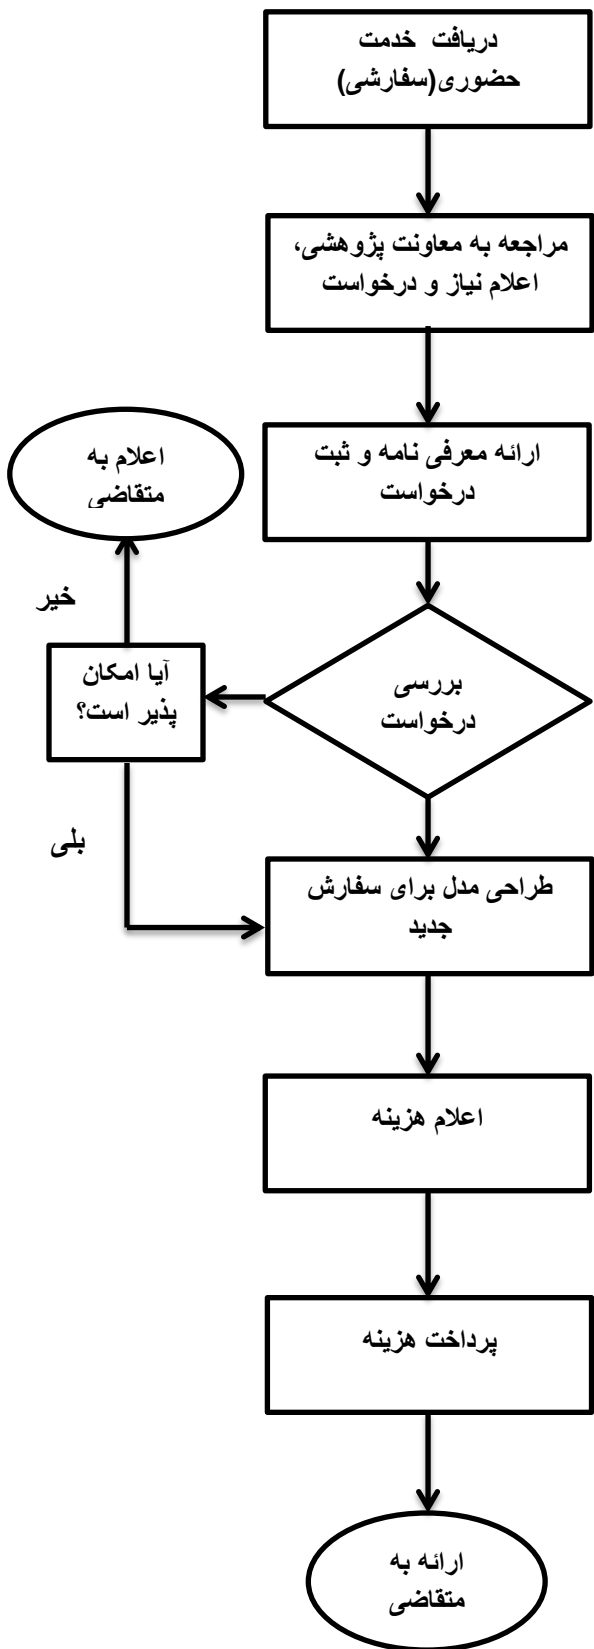 دریافت خدمت
حضوری(سفارشی)
مراجعه به معاونت پژوهشی،
اعلام نیاز و درخواست
ارائه معرفی نامه و ثبت
درخواست
اعلام به
متقاضی
خیر
بررسی
درخواست
آیا امکان
پذیر است؟
بلی
طراحی مدل برای سفارش
جدید
اعلام هزینه
پرداخت هزینه
ارائه به
متقاضی